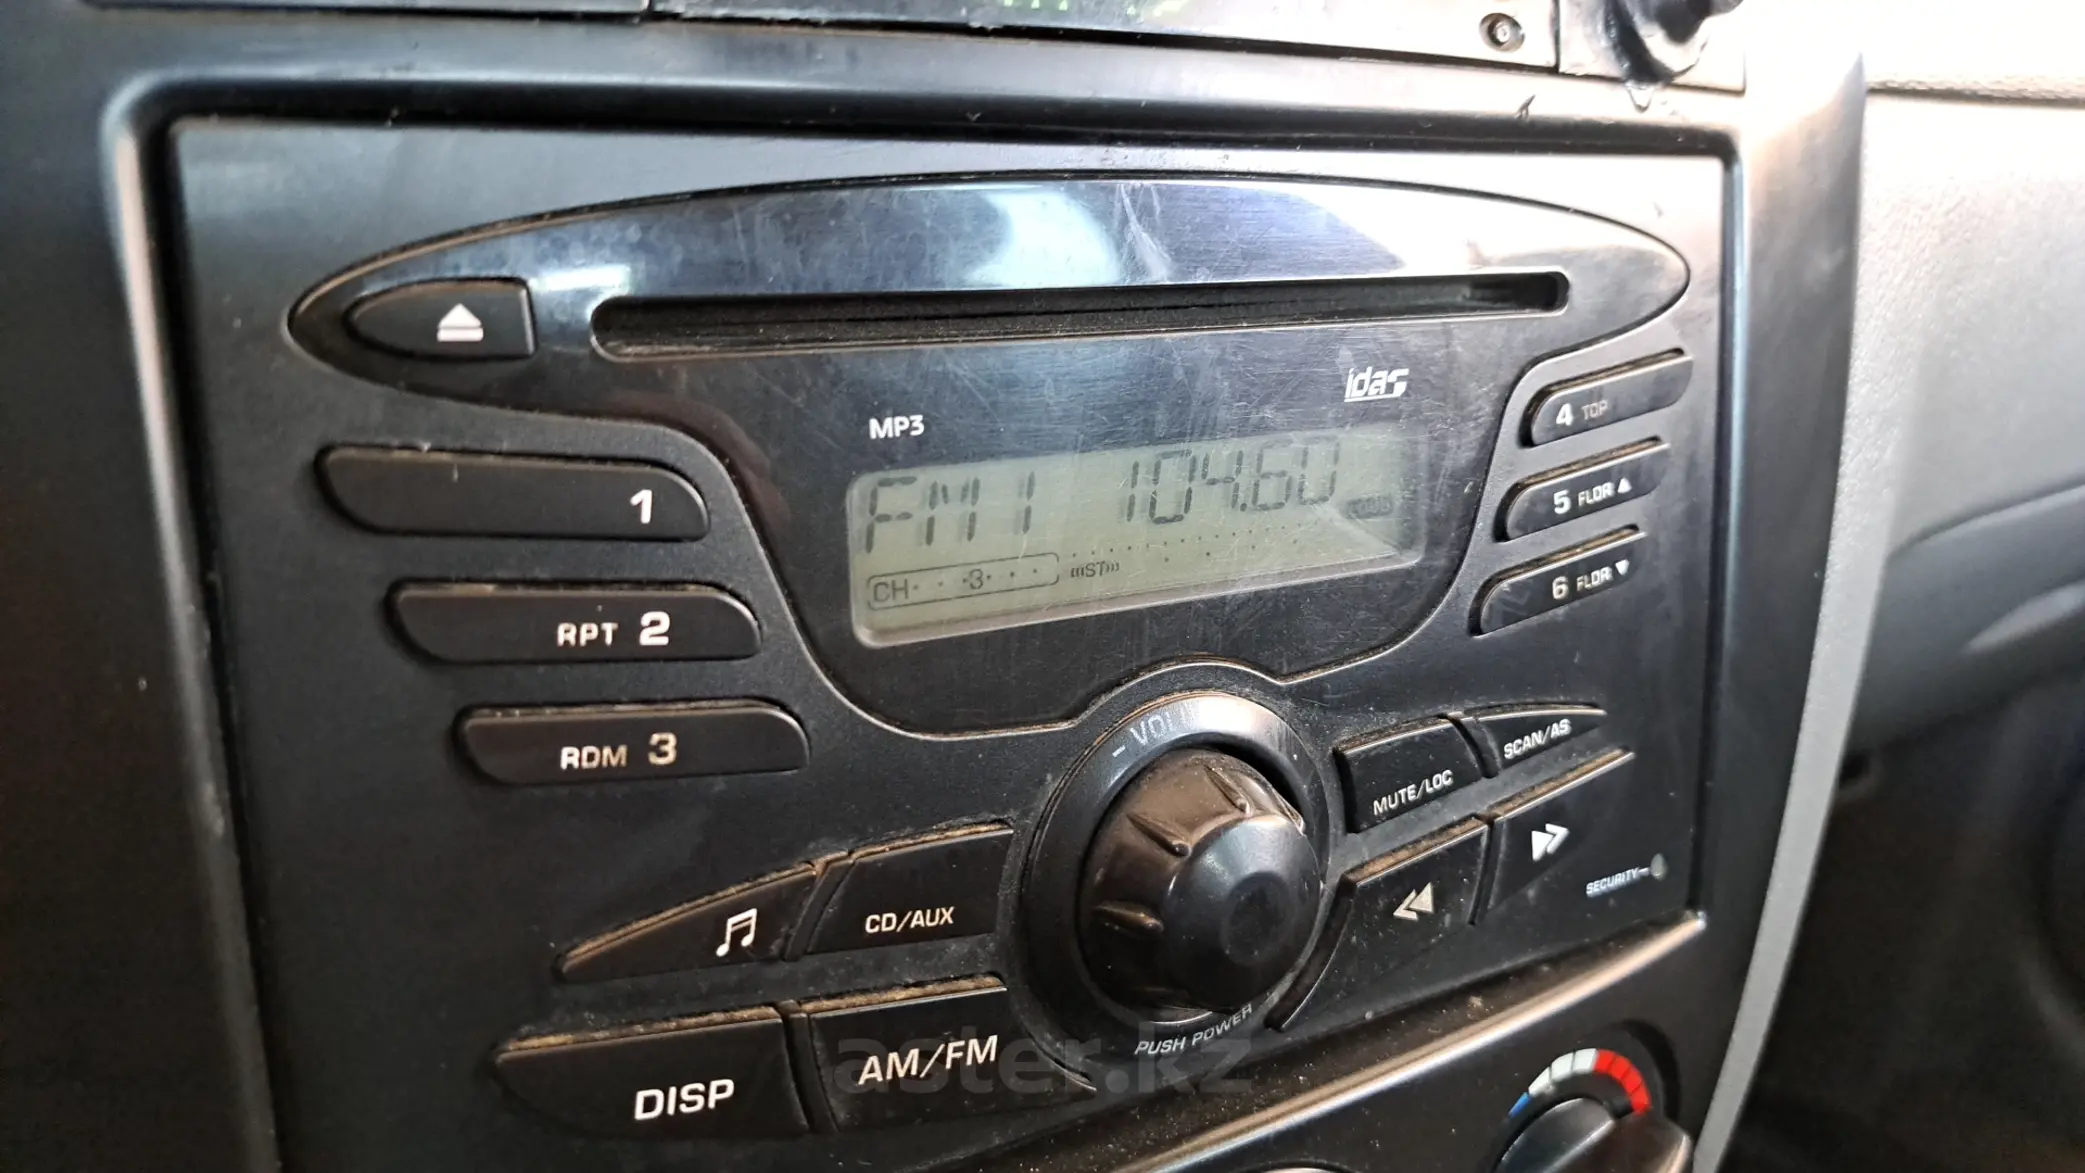 idas
MP3
FM1 104.60
CH 3 ST
1
RPT 2
RDM 3
4 TOP
5 FLDR ▲
6 FLDR ▼
MUTE/LOC
SCAN/AS
CD/AUX
SECURITY
DISP
AM/FM
PUSH POWER
aster.kz